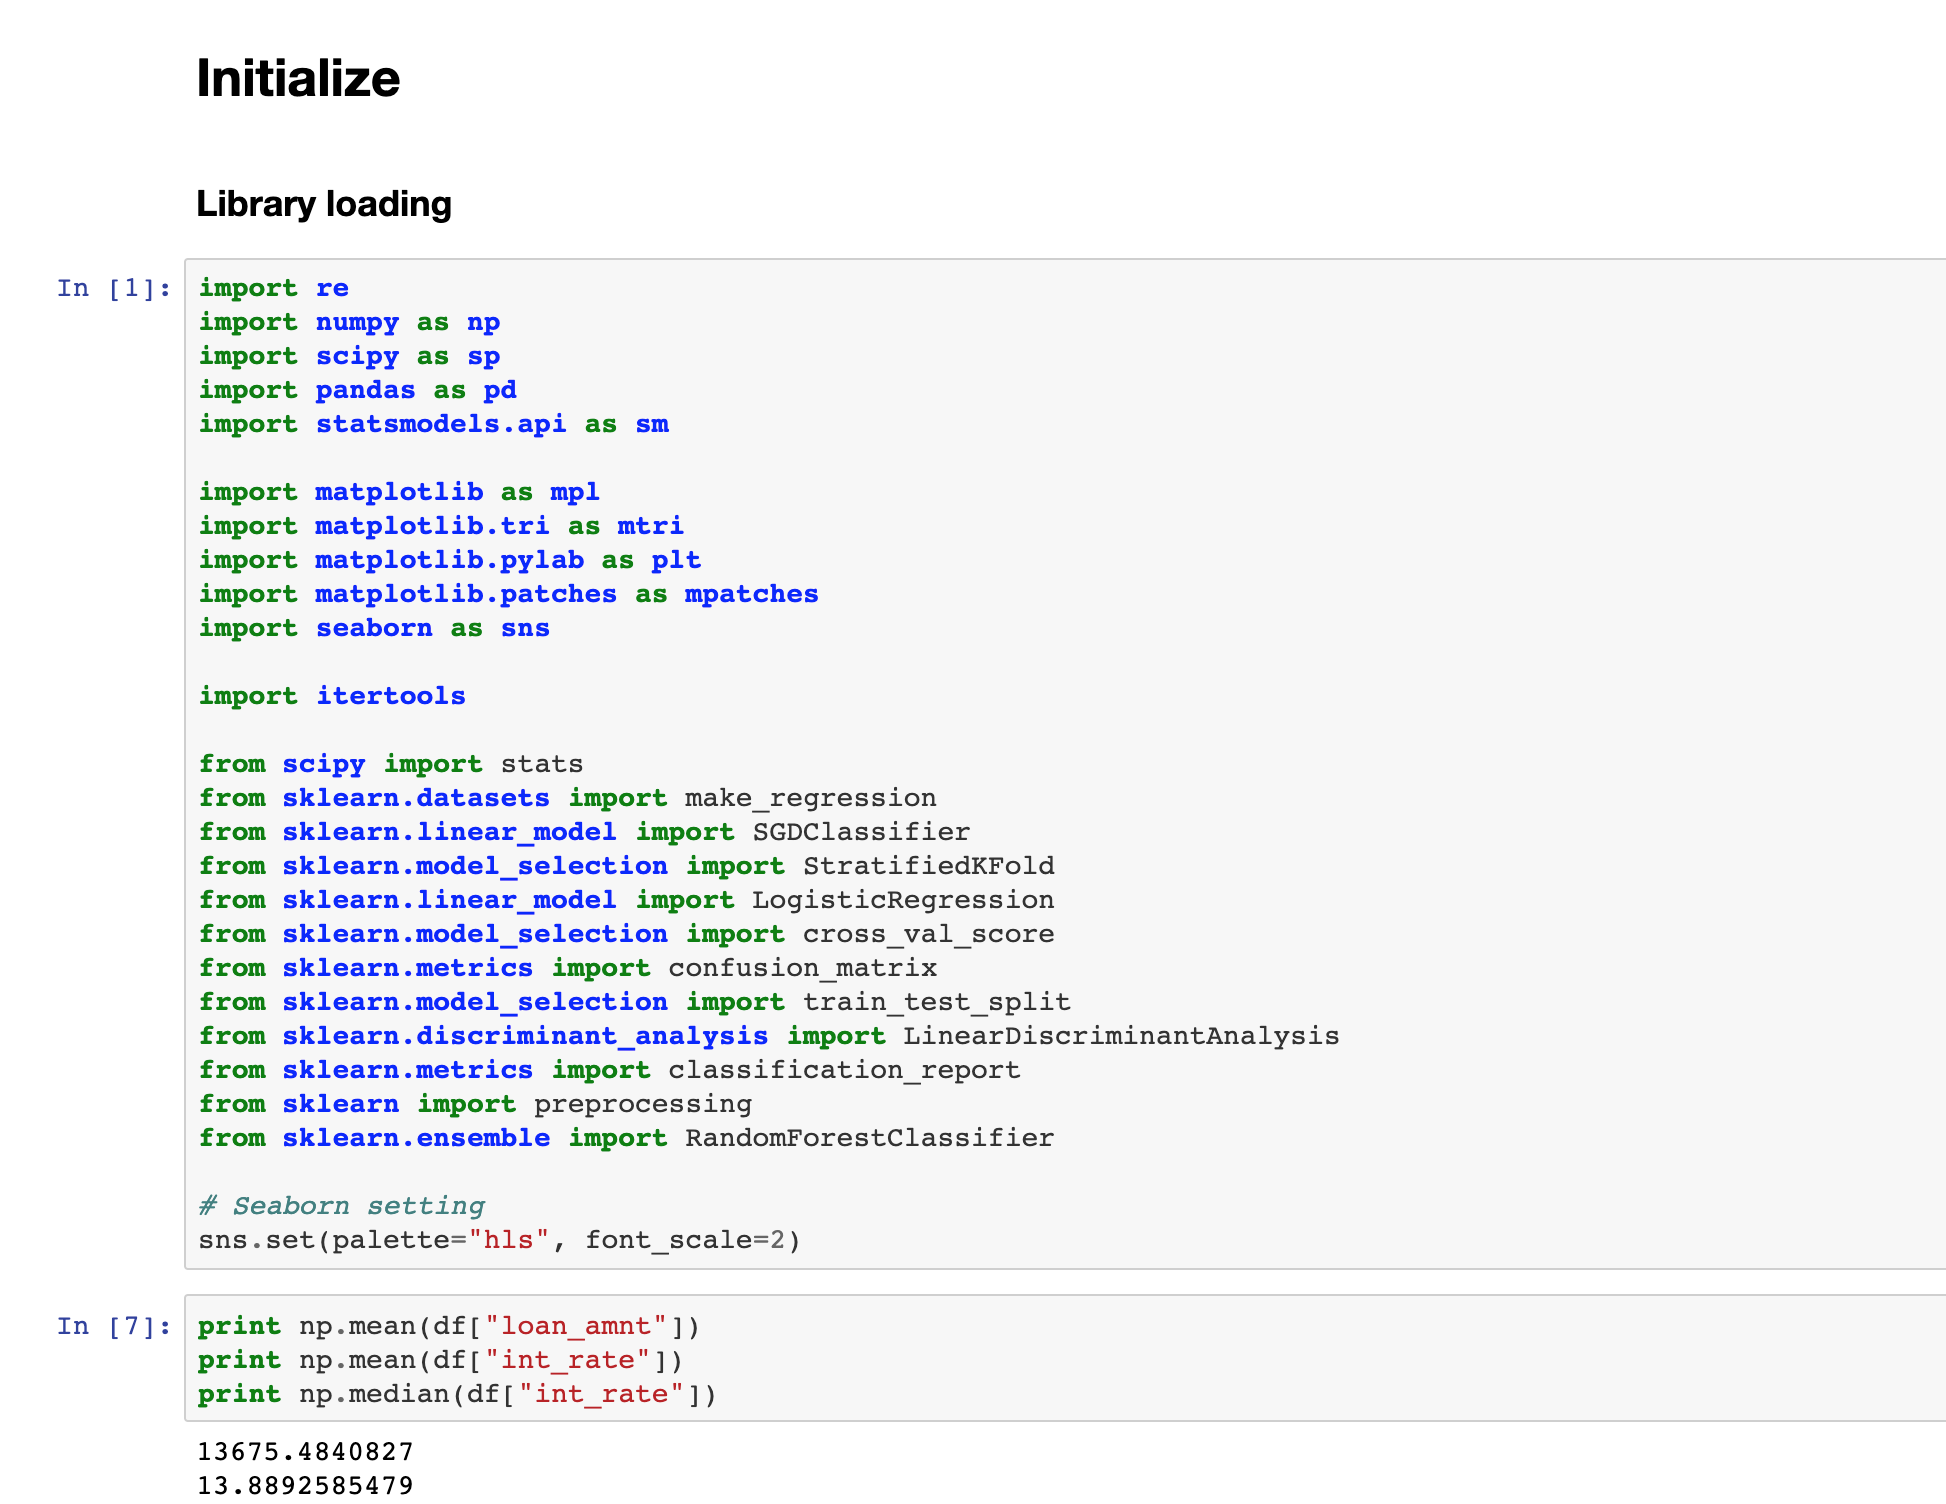 Initialize
Library loading
In [1]:
import re
import numpy as np
import scipy as sp
import pandas as pd
import statsmodels.api as sm
import matplotlib as mpl
import matplotlib.tri as mtri
import matplotlib.pylab as plt
import matplotlib.patches as mpatches
import seaborn as sns
import itertools
from scipy import stats
from sklearn.datasets import make_regression
from sklearn.linear_model import SGDClassifier
from sklearn.model_selection import StratifiedKFold
from sklearn.linear_model import LogisticRegression
from sklearn.model_selection import cross_val_score
from sklearn.metrics import confusion_matrix
from sklearn.model_selection import train_test_split
from sklearn.discriminant_analysis import LinearDiscriminantAnalysis
from sklearn.metrics import classification_report
from sklearn import preprocessing
from sklearn.ensemble import RandomForestClassifier
# Seaborn setting
sns.set(palette="hls", font_scale=2)
In [7]:
print np.mean(df["loan_amnt"])
print np.mean(df["int_rate"])
print np.median(df["int_rate"])
13675.4840827
13.8892585479